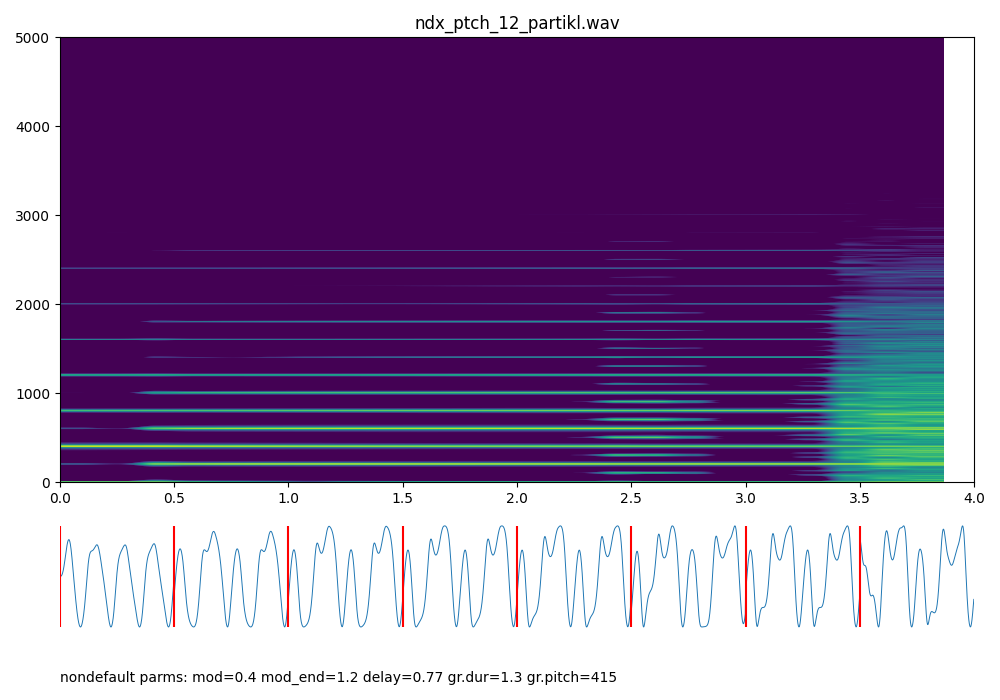 ndx_ptch_12_partikl.wav
5000
4000
3000
2000
1000
0
0.0 0.5 1.0 1.5 2.0 2.5 3.0 3.5 4.0
nondefault parms: mod=0.4 mod_end=1.2 delay=0.77 gr.dur=1.3 gr.pitch=415